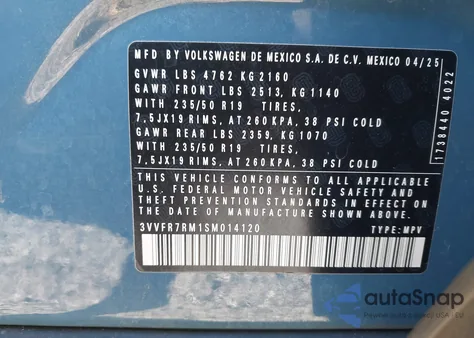 MFD BY VOLKSWAGEN DE MEXICO S.A. DE C.V. MEXICO 04/25
GVWR LBS 4762 KG 2160
GAWR FRONT LBS 2513, KG 1140
WITH 235/50 R19 TIRES,
7,5JX19 RIMS, AT 260 KPA, 38 PSI COLD
GAWR REAR LBS 2359, KG 1070
WITH 235/50 R19 TIRES,
7,5JX19 RIMS, AT 260 KPA, 38 PSI COLD
THIS VEHICLE CONFORMS TO ALL APPLICABLE
U.S. FEDERAL MOTOR VEHICLE SAFETY AND
THEFT PREVENTION STANDARDS IN EFFECT ON
THE DATE OF MANUFACTURE SHOWN ABOVE.
3VVFR7RM1SM014120 TYPE: MPV
1738440 4022
autoSnap